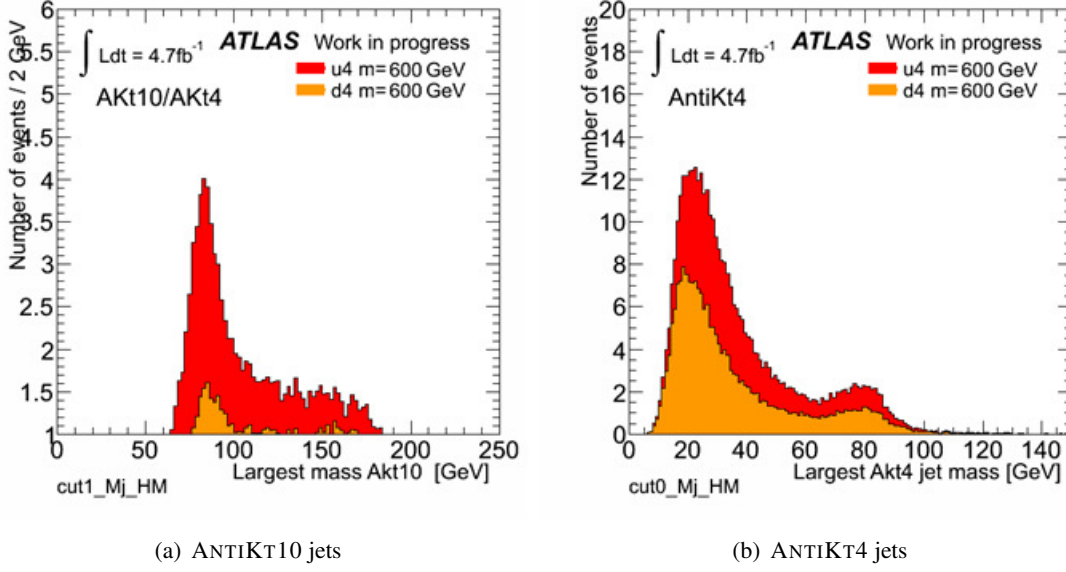 Number of events / 2 GeV
6
5.5
5
4.5
4
3.5
3
2.5
2
1.5
1
∫ Ldt = 4.7fb⁻¹
ATLAS Work in progress
u4 m= 600 GeV
d4 m= 600 GeV
AKt10/AKt4
0 50 100 150 200 250
Largest mass Akt10 [GeV]
cut1_Mj_HM
(a) ANTIKT10 jets
Number of events
20
18
16
14
12
10
8
6
4
2
0
∫ Ldt = 4.7fb⁻¹
ATLAS Work in progress
u4 m= 600 GeV
d4 m= 600 GeV
AntiKt4
0 20 40 60 80 100 120 140
Largest Akt4 jet mass [GeV]
cut0_Mj_HM
(b) ANTIKT4 jets